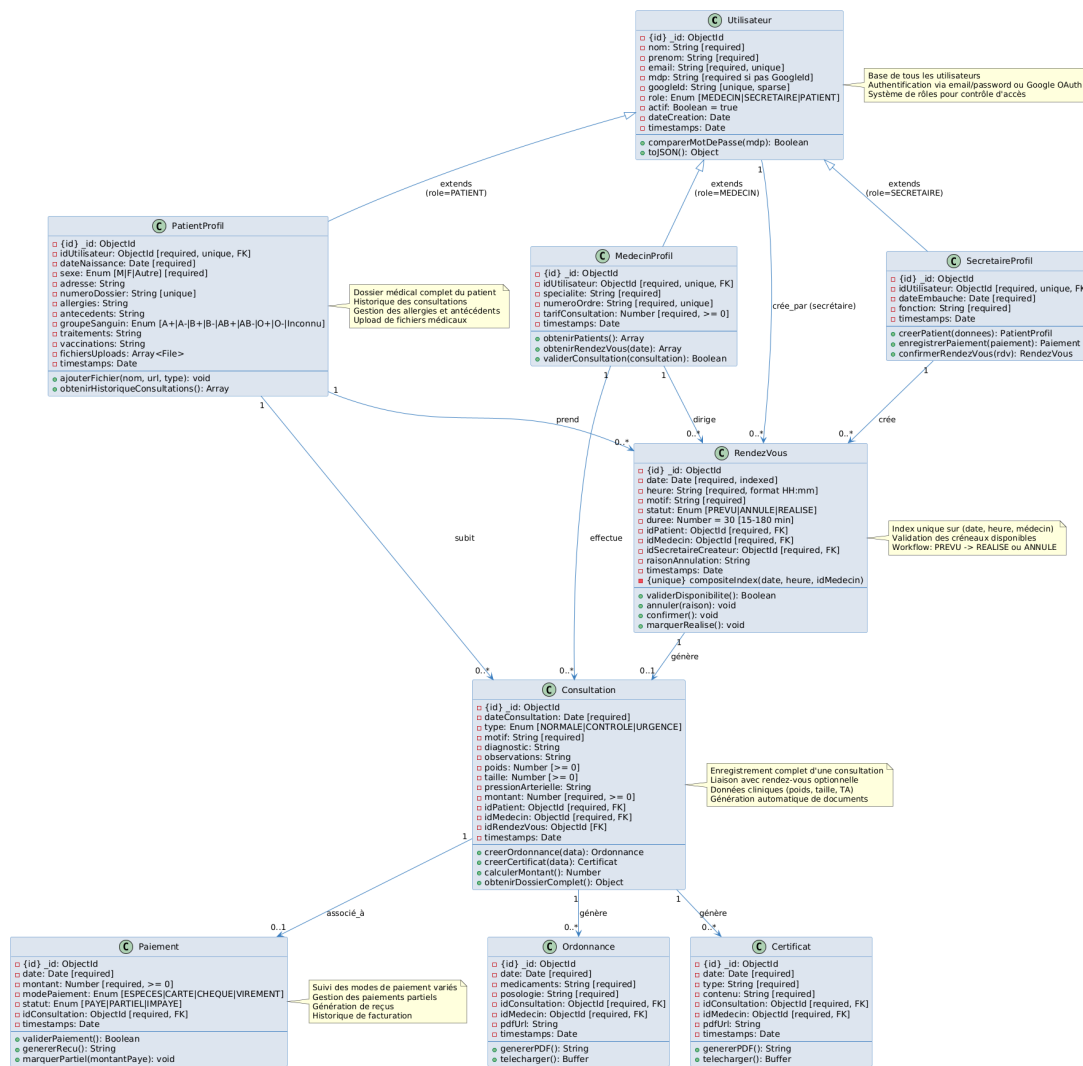 C Utilisateur
{id} _id: ObjectId
nom: String [required]
prenom: String [required]
email: String [required, unique]
mdp: String [required si pas GoogleId]
googleId: String [unique, sparse]
role: Enum [MEDECIN|SECRETAIRE|PATIENT]
actif: Boolean = true
dateCreation: Date
timestamps: Date
comparerMotDePasse(mdp): Boolean
toJSON(): Object
Base de tous les utilisateurs
Authentification via email/password ou Google OAuth
Système de rôles pour contrôle d'accès
extends
(role=PATIENT)
extends
(role=MEDECIN)
1
extends
(role=SECRETAIRE)
C PatientProfil
{id} _id: ObjectId
idUtilisateur: ObjectId [required, unique, FK]
dateNaissance: Date [required]
sexe: Enum [M|F|Autre] [required]
adresse: String
numeroDossier: String [unique]
allergies: String
antecedents: String
groupeSanguin: Enum [A+|A-|B+|B-|AB+|AB-|O+|O-|Inconnu]
traitements: String
vaccinations: String
fichiersUploads: Array<File>
timestamps: Date
ajouterFichier(nom, url, type): void
obtenirHistoriqueConsultations(): Array
Dossier médical complet du patient
Historique des consultations
Gestion des allergies et antécédents
Upload de fichiers médicaux
C MedecinProfil
{id} _id: ObjectId
idUtilisateur: ObjectId [required, unique, FK]
specialite: String [required]
numeroOrdre: String [required, unique]
tarifConsultation: Number [required, >= 0]
timestamps: Date
obtenirPatients(): Array
obtenirRendezVous(date): Array
validerConsultation(consultation): Boolean
crée_par (secrétaire)
C SecretaireProfil
{id} _id: ObjectId
idUtilisateur: ObjectId [required, unique, FK
dateEmbauche: Date [required]
fonction: String [required]
timestamps: Date
creerPatient(donnees): PatientProfil
enregistrerPaiement(paiement): Paiement
confirmerRendezVous(rdv): RendezVous
1
1
1
1
1
prend
dirige
crée
0..*
0..*
0..*
0..*
C RendezVous
{id} _id: ObjectId
date: Date [required, indexed]
heure: String [required, format HH:mm]
motif: String [required]
statut: Enum [PREVU|ANNULE|REALISE]
duree: Number = 30 [15-180 min]
idPatient: ObjectId [required, FK]
idMedecin: ObjectId [required, FK]
idSecretaireCreateur: ObjectId [required, FK]
raisonAnnulation: String
timestamps: Date
{unique} compositeIndex(date, heure, idMedecin)
validerDisponibilite(): Boolean
annuler(raison): void
confirmer(): void
marquerRealise(): void
Index unique sur (date, heure, médecin)
Validation des créneaux disponibles
Workflow: PREVU -> REALISE ou ANNULE
subit
effectue
1
génère
0..*
0..*
0..1
C Consultation
{id} _id: ObjectId
dateConsultation: Date [required]
type: Enum [NORMALE|CONTROLE|URGENCE]
motif: String [required]
diagnostic: String
observations: String
poids: Number [>= 0]
taille: Number [>= 0]
pressionArterielle: String
montant: Number [required, >= 0]
idPatient: ObjectId [required, FK]
idMedecin: ObjectId [required, FK]
idRendezVous: ObjectId [FK]
timestamps: Date
creerOrdonnance(data): Ordonnance
creerCertificat(data): Certificat
calculerMontant(): Number
obtenirDossierComplet(): Object
Enregistrement complet d'une consultation
Liaison avec rendez-vous optionnelle
Données cliniques (poids, taille, TA)
Génération automatique de documents
1
1
1
associé_à
génère
génère
0..1
0..*
0..*
C Paiement
{id} _id: ObjectId
date: Date [required]
montant: Number [required, >= 0]
modePaiement: Enum [ESPECES|CARTE|CHEQUE|VIREMENT]
statut: Enum [PAYE|PARTIEL|IMPAYE]
idConsultation: ObjectId [required, FK]
timestamps: Date
validerPaiement(): Boolean
genererRecu(): String
marquerPartiel(montantPaye): void
Suivi des modes de paiement variés
Gestion des paiements partiels
Génération de reçus
Historique de facturation
C Ordonnance
{id} _id: ObjectId
date: Date [required]
medicaments: String [required]
posologie: String [required]
idConsultation: ObjectId [required, FK]
idMedecin: ObjectId [required, FK]
pdfUrl: String
timestamps: Date
genererPDF(): String
telecharger(): Buffer
C Certificat
{id} _id: ObjectId
date: Date [required]
type: String [required]
contenu: String [required]
idConsultation: ObjectId [required, FK]
idMedecin: ObjectId [required, FK]
pdfUrl: String
timestamps: Date
genererPDF(): String
telecharger(): Buffer